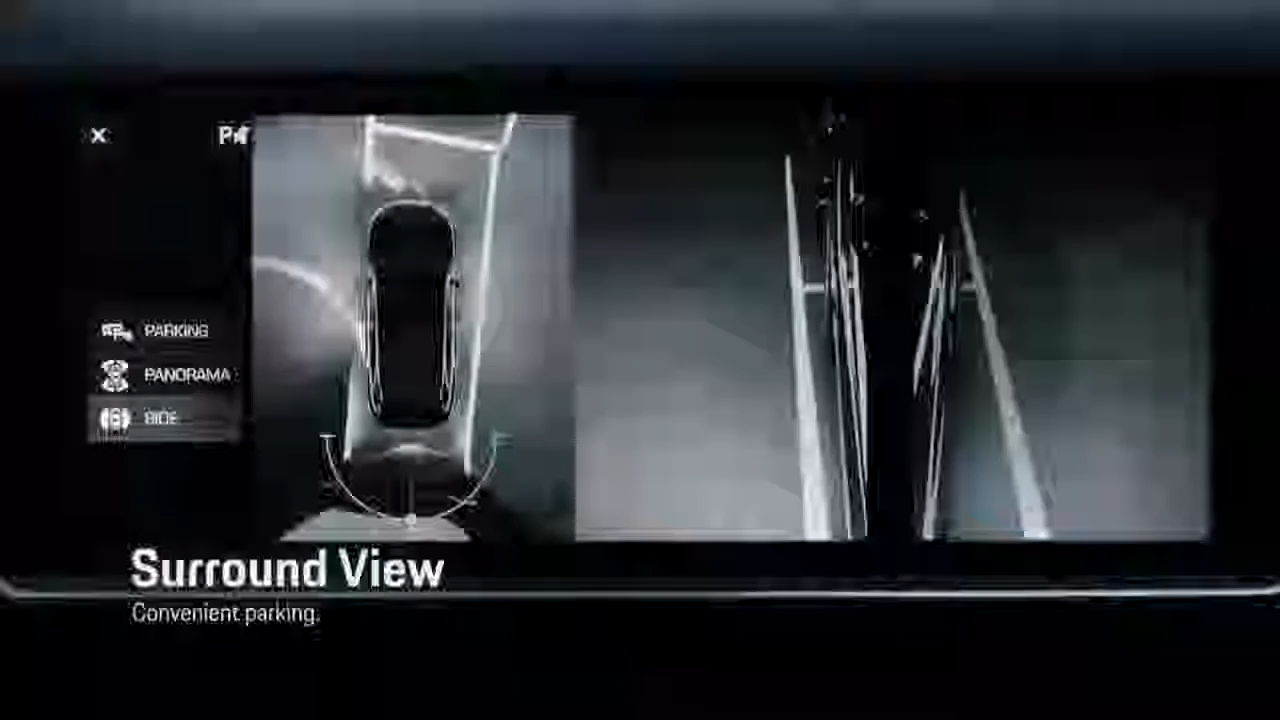 X
PARKING
PANORAMA
SIDE
Surround View
Convenient parking.